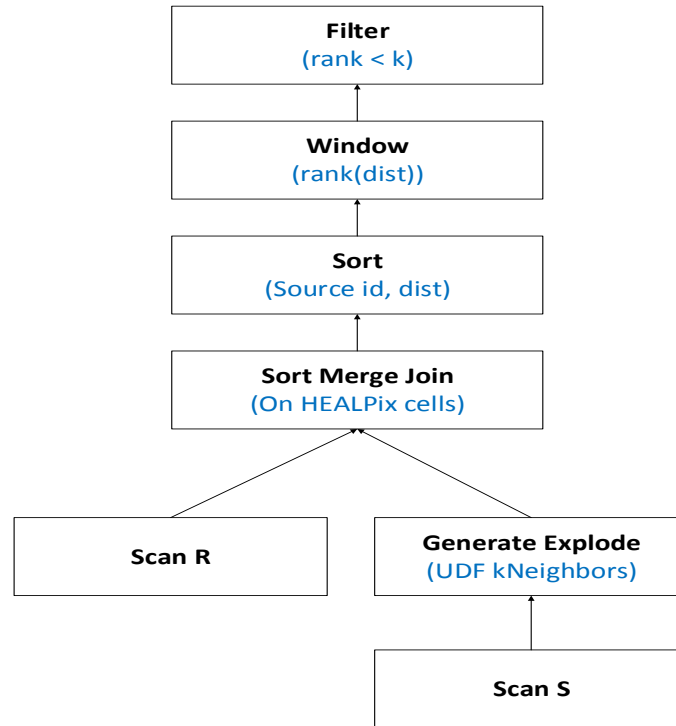 Filter
(rank < k)
Window
(rank(dist))
Sort
(Source id, dist)
Sort Merge Join
(On HEALPix cells)
Scan R
Generate Explode
(UDF kNeighbors)
Scan S